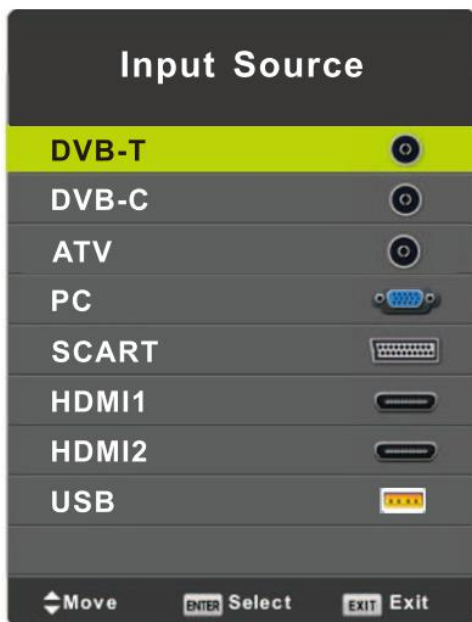 Input Source
DVB-T
DVB-C
ATV
PC
SCART
HDMI1
HDMI2
USB
Move ENTER Select EXIT Exit